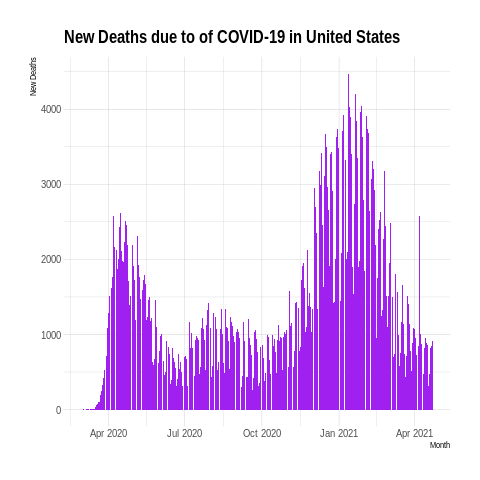 New Deaths due to of COVID-19 in United States
New Deaths
4000
3000
2000
1000
0
Apr 2020
Jul 2020
Oct 2020
Jan 2021
Apr 2021
Month